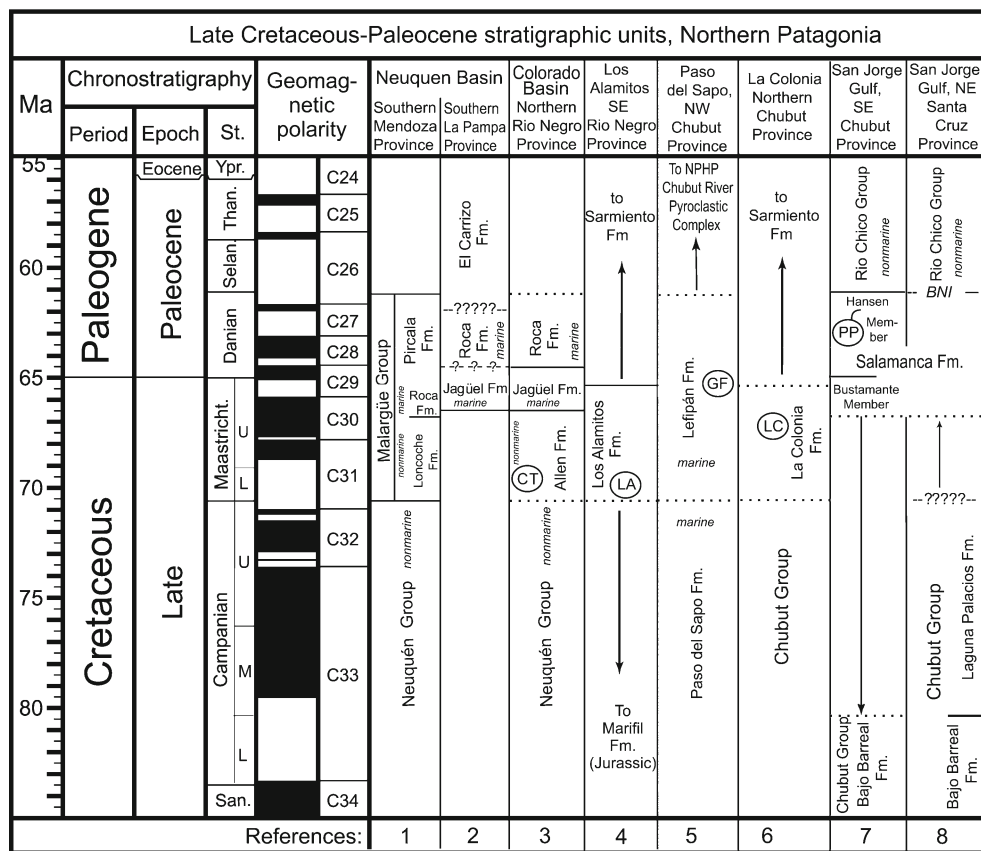 Late Cretaceous-Paleocene stratigraphic units, Northern Patagonia
Ma
Chronostratigraphy
Period
Epoch
St.
Geomag-
netic
polarity
Neuquen Basin
Southern
Mendoza
Province
Southern
La Pampa
Province
Colorado
Basin
Northern
Rio Negro
Province
Los
Alamitos
SE
Rio Negro
Province
Paso
del Sapo,
NW
Chubut
Province
La Colonia
Northern
Chubut
Province
San Jorge
Gulf,
SE
Chubut
Province
San Jorge
Gulf, NE
Santa
Cruz
Province
55
60
65
70
75
80
Paleogene
Cretaceous
Eocene
Paleocene
Late
Ypr.
Than.
Selan.
Danian
Maastricht.
U
L
Campanian
U
M
L
San.
C24
C25
C26
C27
C28
C29
C30
C31
C32
C33
C34
Malargüe Group
Pircala
Fm.
marine
Roca
Fm.
nonmarine
Loncoche
Fm.
Neuquén Group
nonmarine
El Carrizo
Fm.
--?????--
Roca
Fm.
marine
-?- -?- -?-
Jagüel Fm
marine
Roca
Fm.
marine
Jagüel Fm.
marine
nonmarine
CT
Allen Fm.
Neuquén Group
nonmarine
to
Sarmiento
Fm
Los Alamitos
Fm.
LA
To
Marifil
Fm.
(Jurassic)
To NPHP
Chubut River
Pyroclastic
Complex
Lefipán Fm.
GF
marine
marine
Paso del Sapo Fm.
to
Sarmiento
Fm
LC
La Colonia
Fm.
Chubut Group
Rio Chico Group
nonmarine
Hansen
PP
Mem-
ber
Salamanca Fm.
Bustamante
Member
Chubut Group
Bajo Barreal
Fm.
Rio Chico Group
nonmarine
-- BNI —
--?????--
Chubut Group
Laguna Palacios Fm.
Bajo Barreal
Fm.
References:
1
2
3
4
5
6
7
8